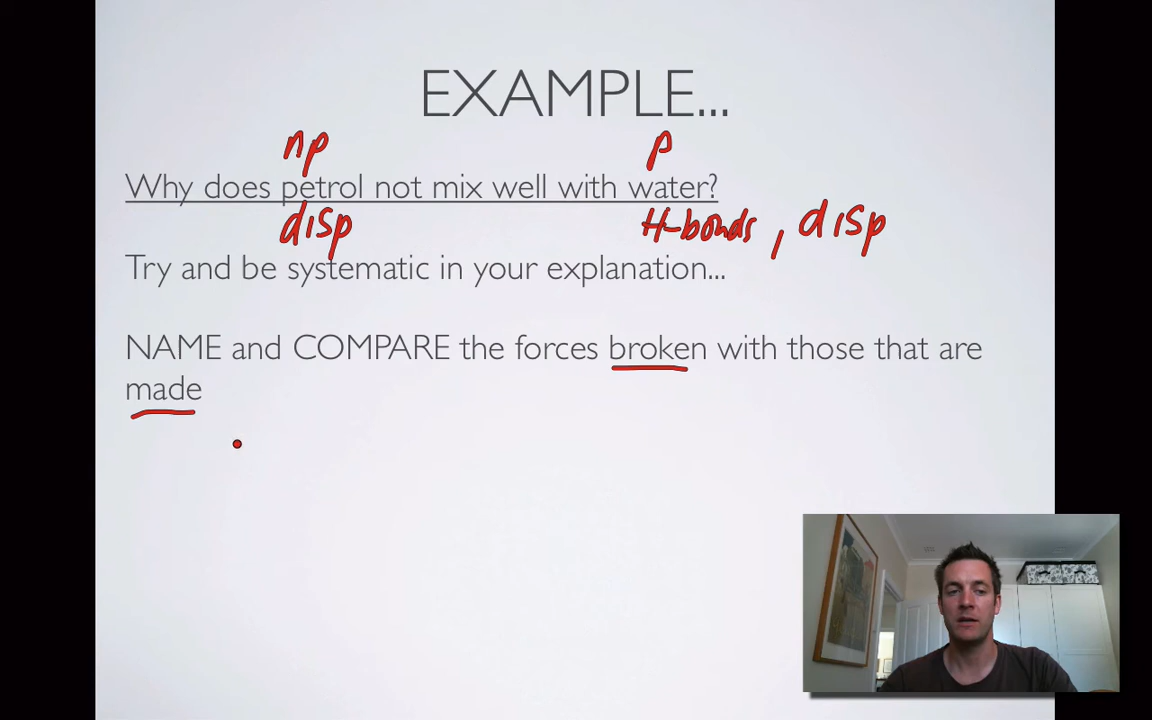 EXAMPLE...
np p
Why does petrol not mix well with water?
disp H-bonds, disp
Try and be systematic in your explanation...
NAME and COMPARE the forces broken with those that are
made